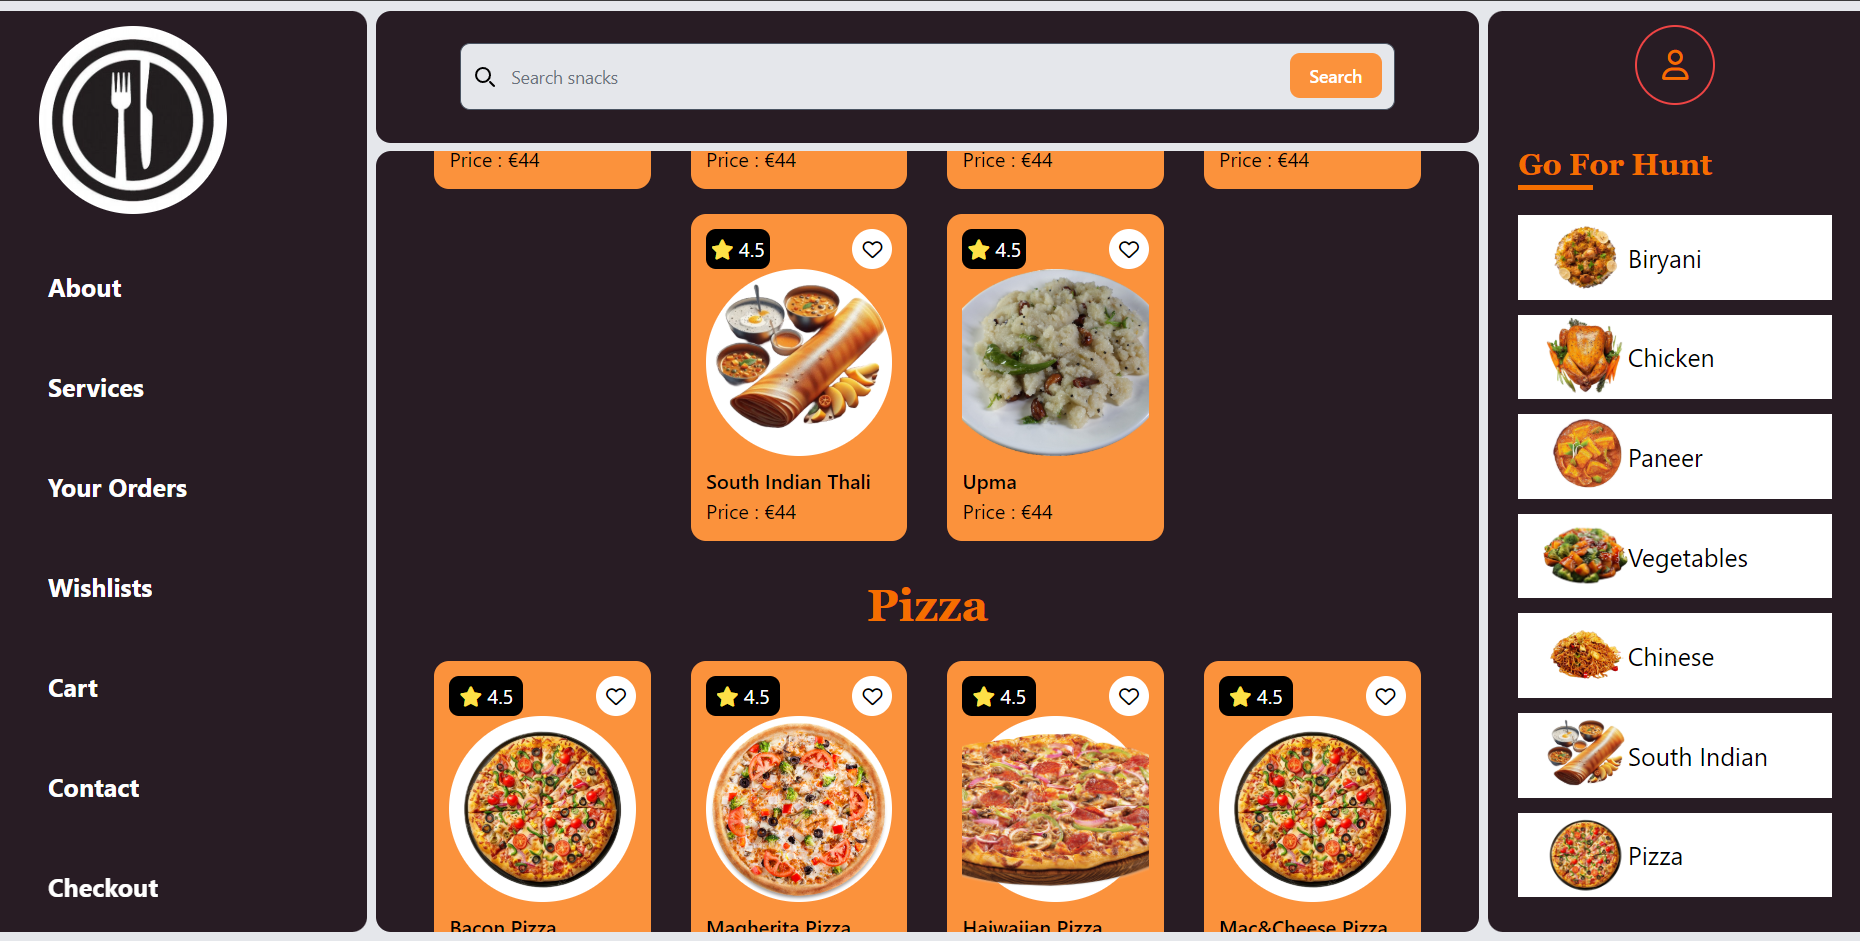 About
Services
Your Orders
Wishlists
Cart
Contact
Checkout
Search snacks
Search
Price : €44
Price : €44
Price : €44
Price : €44
4.5
4.5
South Indian Thali
Upma
Price : €44
Price : €44
Pizza
4.5
4.5
4.5
4.5
Bacon Pizza
Magherita Pizza
Haiwaiian Pizza
Mac&Cheese Pizza
Go For Hunt
Biryani
Chicken
Paneer
Vegetables
Chinese
South Indian
Pizza